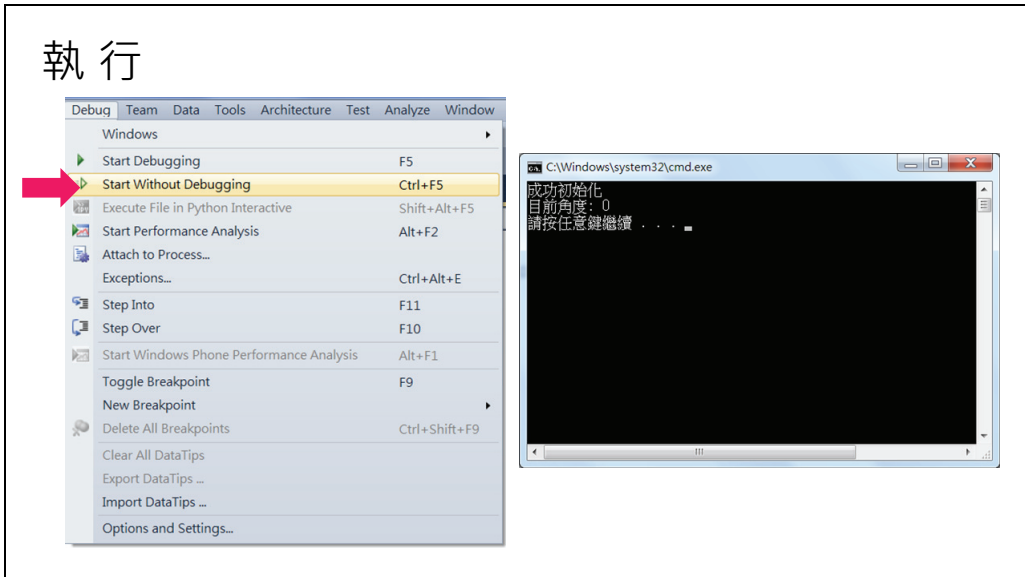 執 行
Debug Team Data Tools Architecture Test Analyze Window
Windows
Start Debugging F5
Start Without Debugging Ctrl+F5
Execute File in Python Interactive Shift+Alt+F5
Start Performance Analysis Alt+F2
Attach to Process...
Exceptions... Ctrl+Alt+E
Step Into F11
Step Over F10
Start Windows Phone Performance Analysis Alt+F1
Toggle Breakpoint F9
New Breakpoint
Delete All Breakpoints Ctrl+Shift+F9
Clear All DataTips
Export DataTips ...
Import DataTips ...
Options and Settings...
C:\Windows\system32\cmd.exe
成功初始化
目前角度: 0
請按任意鍵繼續 . . .